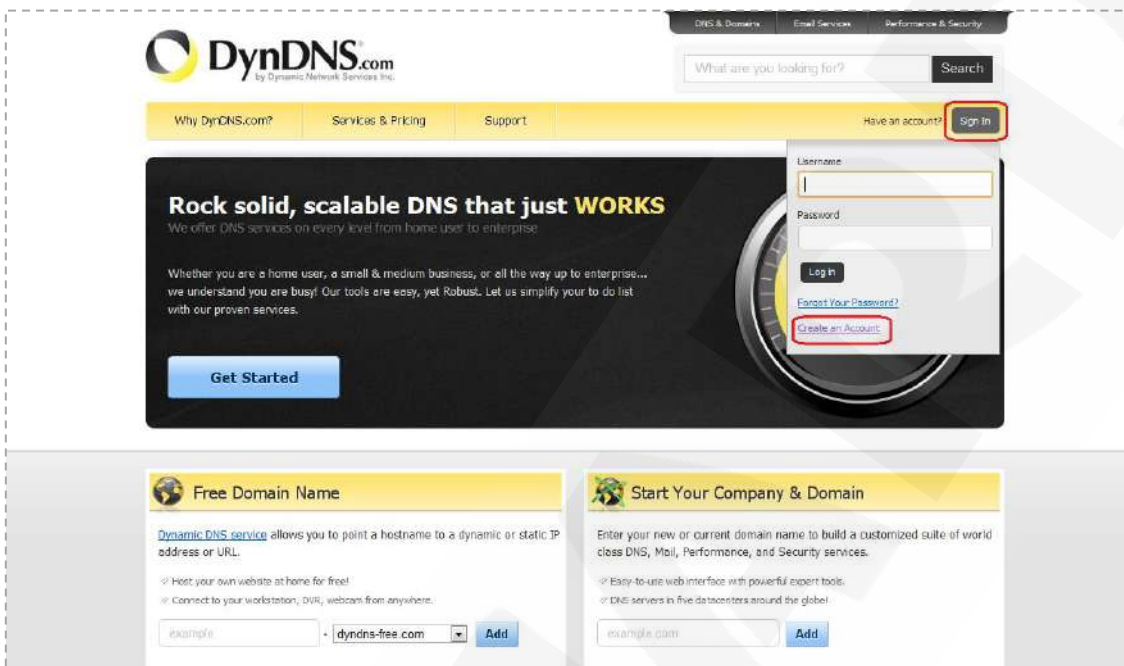 DNS & Domains Email Services Performance & Security
DynDNS.com
by Dynamic Network Services Inc.
What are you looking for? Search
Why DynDNS.com? Services & Pricing Support Have an account? Sign In
Username
Password
Log in
Forgot Your Password?
Create an Account
Rock solid, scalable DNS that just WORKS
We offer DNS services on every level from home user to enterprise
Whether you are a home user, a small & medium business, or all the way up to enterprise...
we understand you are busy! Our tools are easy, yet Robust. Let us simplify your to do list
with our proven services.
Get Started
Free Domain Name
Dynamic DNS service allows you to point a hostname to a dynamic or static IP
address or URL.
Host your own website at home for free!
Connect to your workstation, DVR, webcam from anywhere.
example . dyndns-free.com Add
Start Your Company & Domain
Enter your new or current domain name to build a customized suite of world
class DNS, Mail, Performance, and Security services.
Easy-to-use web interface with powerful expert tools.
DNS servers in five datacenters around the globe!
example.com Add